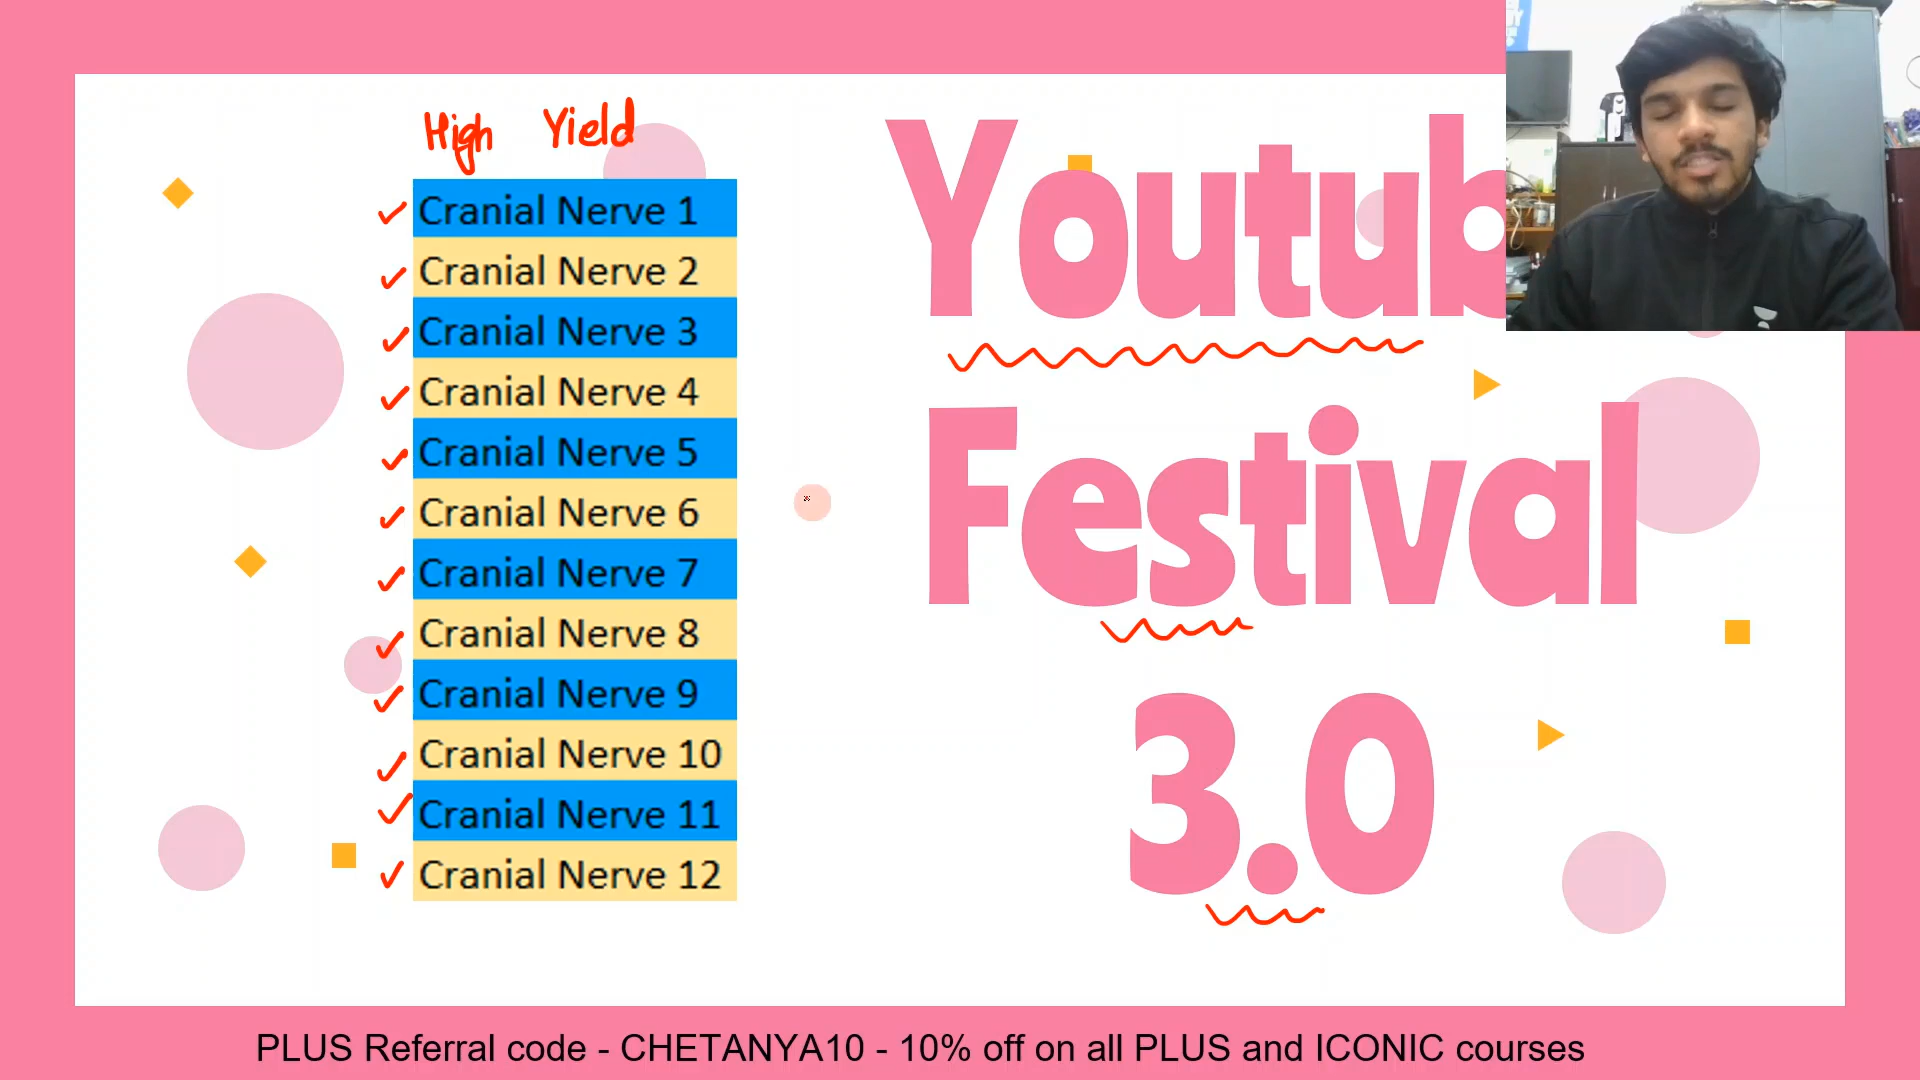 High Yield
Cranial Nerve 1
Cranial Nerve 2
Cranial Nerve 3
Cranial Nerve 4
Cranial Nerve 5
Cranial Nerve 6
Cranial Nerve 7
Cranial Nerve 8
Cranial Nerve 9
Cranial Nerve 10
Cranial Nerve 11
Cranial Nerve 12
Youtub
Festival
3.0
PLUS Referral code - CHETANYA10 - 10% off on all PLUS and ICONIC courses